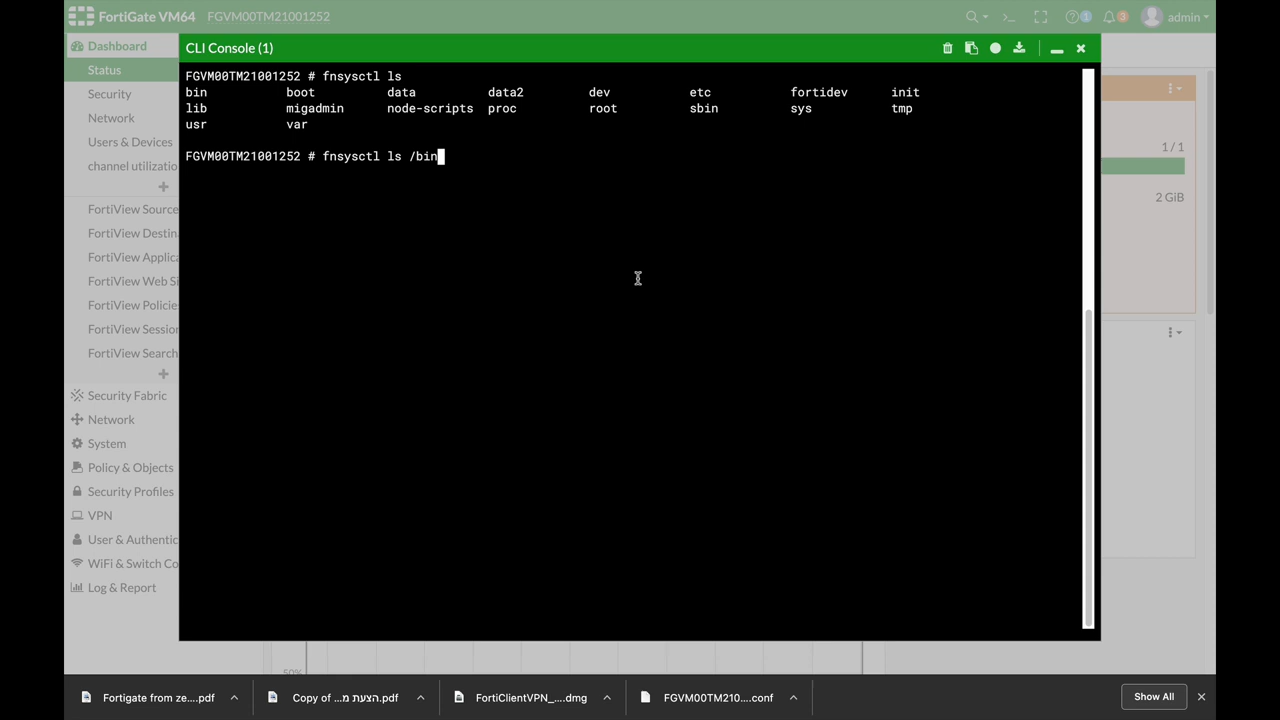 FortiGate VM64 FGVM00TM21001252
1 3 admin
Dashboard
Status
Security
Network
Users & Devices
channel utilizatio
FortiView Source
FortiView Destin
FortiView Applica
FortiView Web Si
FortiView Policie
FortiView Session
FortiView Search
Security Fabric
Network
System
Policy & Objects
Security Profiles
VPN
User & Authentic
WiFi & Switch Co
Log & Report
CLI Console (1)
FGVM00TM21001252 # fnsysctl ls
bin boot data data2 dev etc fortidev init
lib migadmin node-scripts proc root sbin sys tmp
usr var
FGVM00TM21001252 # fnsysctl ls /bin
1 / 1
2 GiB
50%
Fortigate from ze....pdf
Copy of ...הצעת מ.pdf
FortiClientVPN_....dmg
FGVM00TM210....conf
Show All